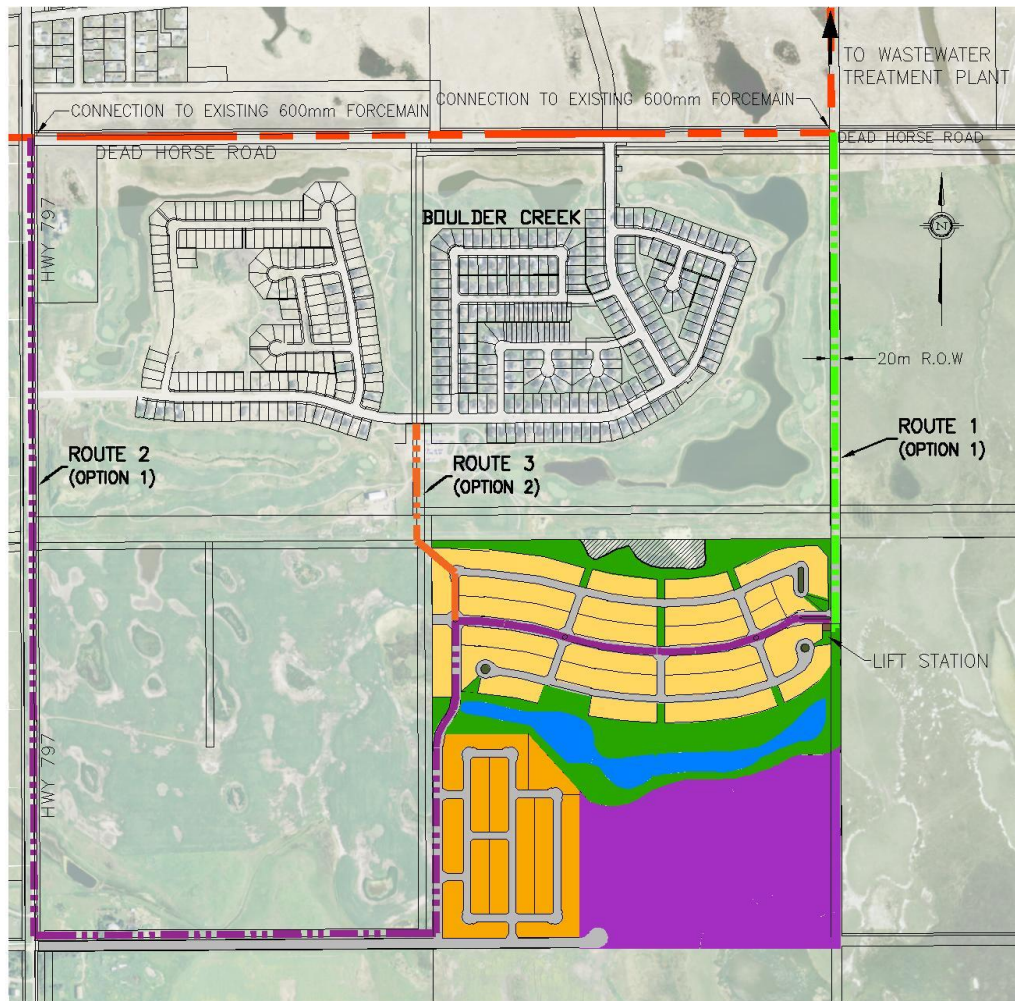 TO WASTEWATER
TREATMENT PLANT
CONNECTION TO EXISTING 600mm FORCEMAIN
CONNECTION TO EXISTING 600mm FORCEMAIN
DEAD HORSE ROAD
DEAD HORSE ROAD
HWY 797
BOULDER CREEK
N
20m R.O.W
ROUTE 1
(OPTION 1)
ROUTE 2
(OPTION 1)
ROUTE 3
(OPTION 2)
LIFT STATION
HWY 797